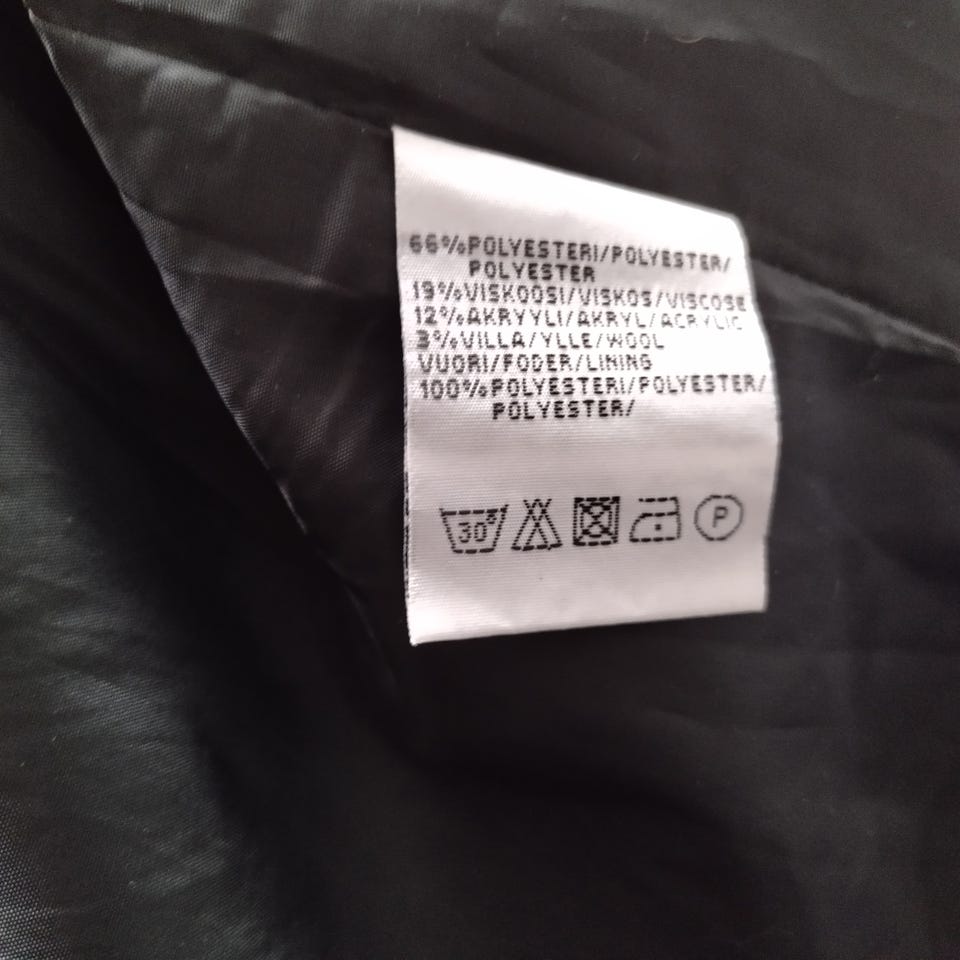 66%POLYESTERI/POLYESTER/
POLYESTER
19%VISKOOSI/VISKOS/VISCOSE
12%AKRYYLI/AKRYL/ACRYLIC
3%VILLA/YLLE/WOOL
VUORI/FODER/LINING
100%POLYESTERI/POLYESTER/
POLYESTER/
30° P